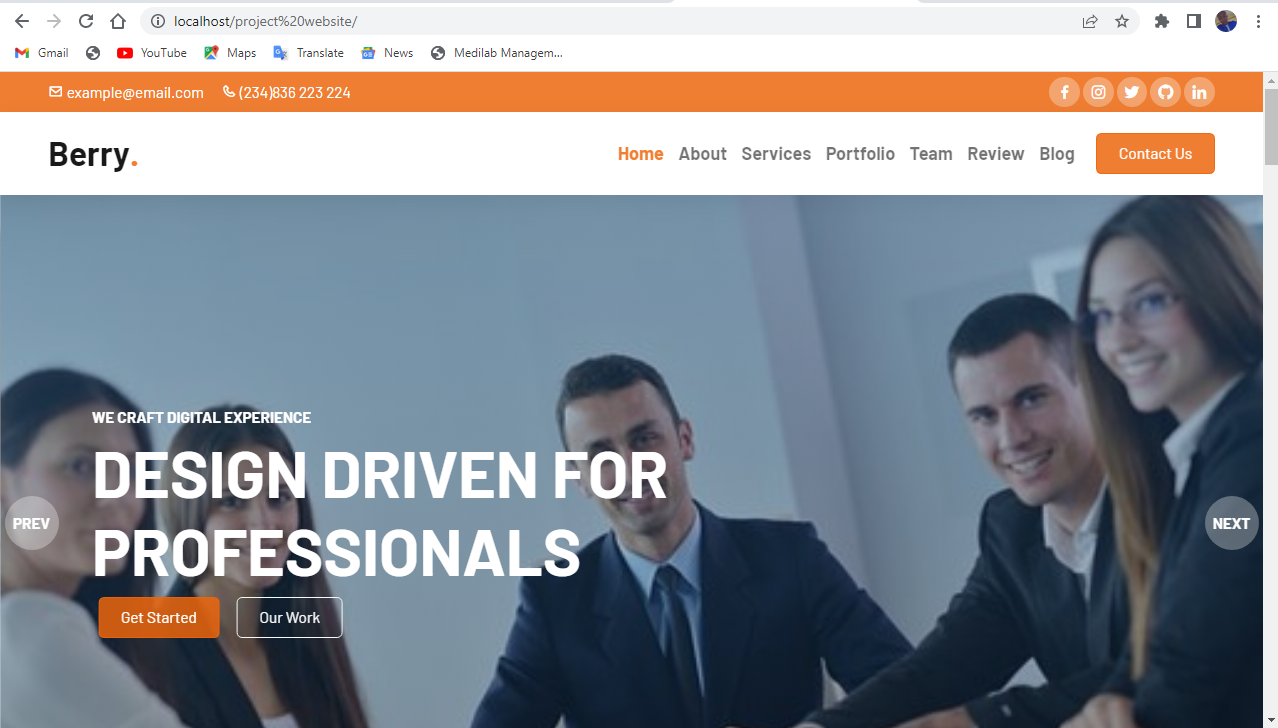 localhost/project%20website/
Gmail YouTube Maps Translate News Medilab Managem...
example@email.com (234)836 223 224
Berry. Home About Services Portfolio Team Review Blog Contact Us
WE CRAFT DIGITAL EXPERIENCE
DESIGN DRIVEN FOR
PREV NEXT
PROFESSIONALS
Get Started Our Work